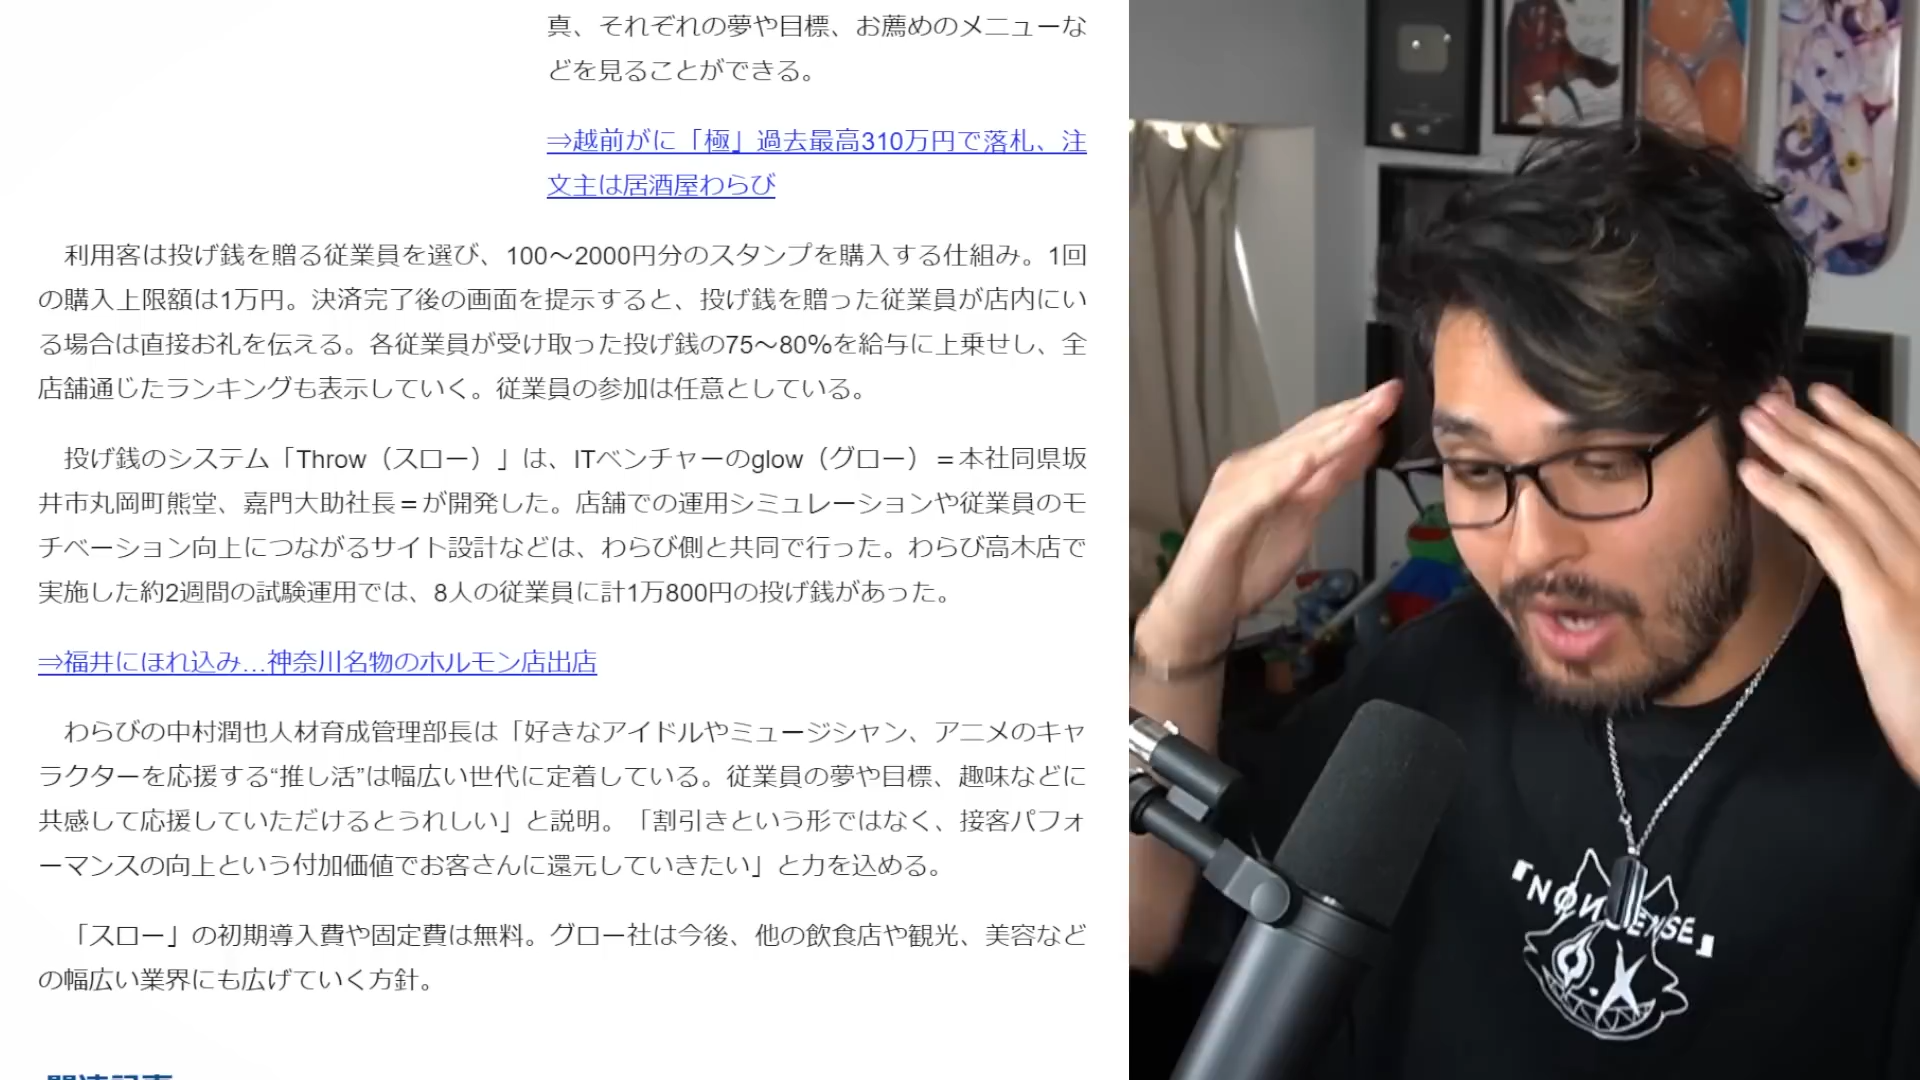 真、それぞれの夢や目標、お薦めのメニューな
どを見ることができる。
⇒越前がに「極」過去最高310万円で落札、注
文主は居酒屋わらび
利用客は投げ銭を贈る従業員を選び、100～2000円分のスタンプを購入する仕組み。1回
の購入上限額は1万円。決済完了後の画面を提示すると、投げ銭を贈った従業員が店内にい
る場合は直接お礼を伝える。各従業員が受け取った投げ銭の75～80％を給与に上乗せし、全
店舗通じたランキングも表示していく。従業員の参加は任意としている。
投げ銭のシステム「Throw（スロー）」は、ITベンチャーのglow（グロー）＝本社同県坂
井市丸岡町熊堂、嘉門大助社長＝が開発した。店舗での運用シミュレーションや従業員のモ
チベーション向上につながるサイト設計などは、わらび側と共同で行った。わらび高木店で
実施した約2週間の試験運用では、8人の従業員に計1万800円の投げ銭があった。
⇒福井にほれ込み…神奈川名物のホルモン店出店
わらびの中村潤也人材育成管理部長は「好きなアイドルやミュージシャン、アニメのキャ
ラクターを応援する“推し活”は幅広い世代に定着している。従業員の夢や目標、趣味などに
共感して応援していただけるとうれしい」と説明。「割引きという形ではなく、接客パフォ
ーマンスの向上という付加価値でお客さんに還元していきたい」と力を込める。
「スロー」の初期導入費や固定費は無料。グロー社は今後、他の飲食店や観光、美容など
の幅広い業界にも広げていく方針。